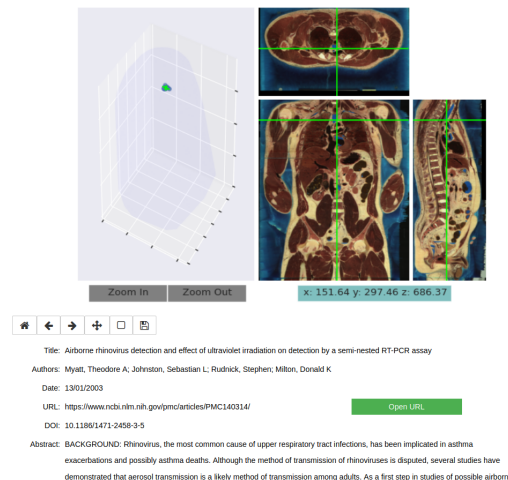 Zoom In
Zoom Out
x: 151.64 y: 297.46 z: 686.37
Title: Airborne rhinovirus detection and effect of ultraviolet irradiation on detection by a semi-nested RT-PCR assay
Authors: Myatt, Theodore A; Johnston, Sebastian L; Rudnick, Stephen; Milton, Donald K
Date: 13/01/2003
URL: https://www.ncbi.nlm.nih.gov/pmc/articles/PMC140314/
Open URL
DOI: 10.1186/1471-2458-3-5
Abstract: BACKGROUND: Rhinovirus, the most common cause of upper respiratory tract infections, has been implicated in asthma
exacerbations and possibly asthma deaths. Although the method of transmission of rhinoviruses is disputed, several studies have
demonstrated that aerosol transmission is a likely method of transmission among adults. As a first step in studies of possible airborn